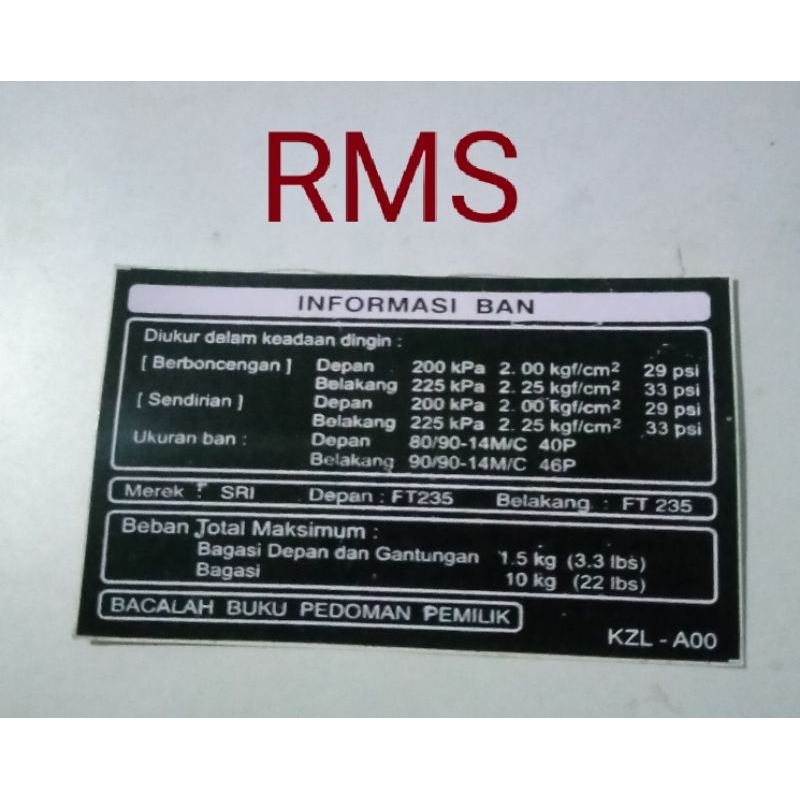 RMS
INFORMASI BAN
Diukur dalam keadaan dingin :
[ Berboncengan ] Depan 200 kPa 2. 00 kgf/cm² 29 psi
Belakang 225 kPa 2. 25 kgf/cm² 33 psi
[ Sendirian ] Depan 200 kPa 2. 00 kgf/cm² 29 psi
Belakang 225 kPa 2. 25 kgf/cm² 33 psi
Ukuran ban : Depan 80/90-14M/C 40P
Belakang 90/90-14M/C 46P
Merek : SRI Depan : FT235 Belakang : FT 235
Beban Total Maksimum :
Bagasi Depan dan Gantungan 1.5 kg (3.3 lbs)
Bagasi 10 kg (22 lbs)
BACALAH BUKU PEDOMAN PEMILIK
KZL - A00